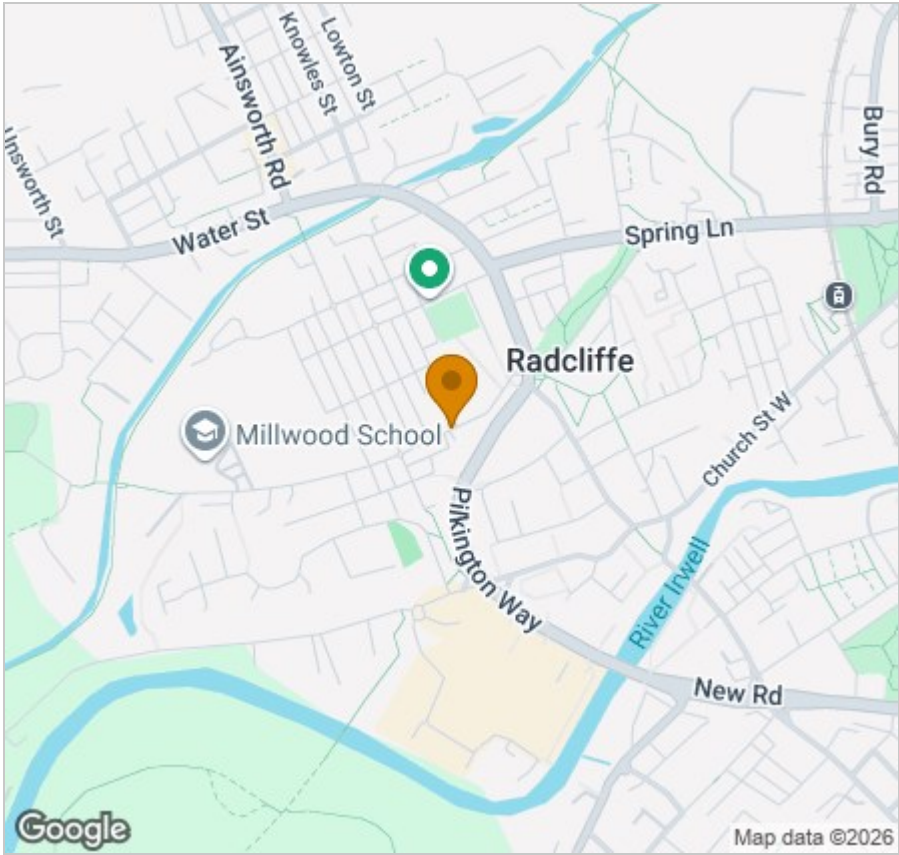 Lowton St
Knowles St
Ainsworth Rd
Unsworth St
Bury Rd
Water St
Spring Ln
Radcliffe
Millwood School
Church St W
Pilkington Way
River Irwell
New Rd
Google
Map data ©2026